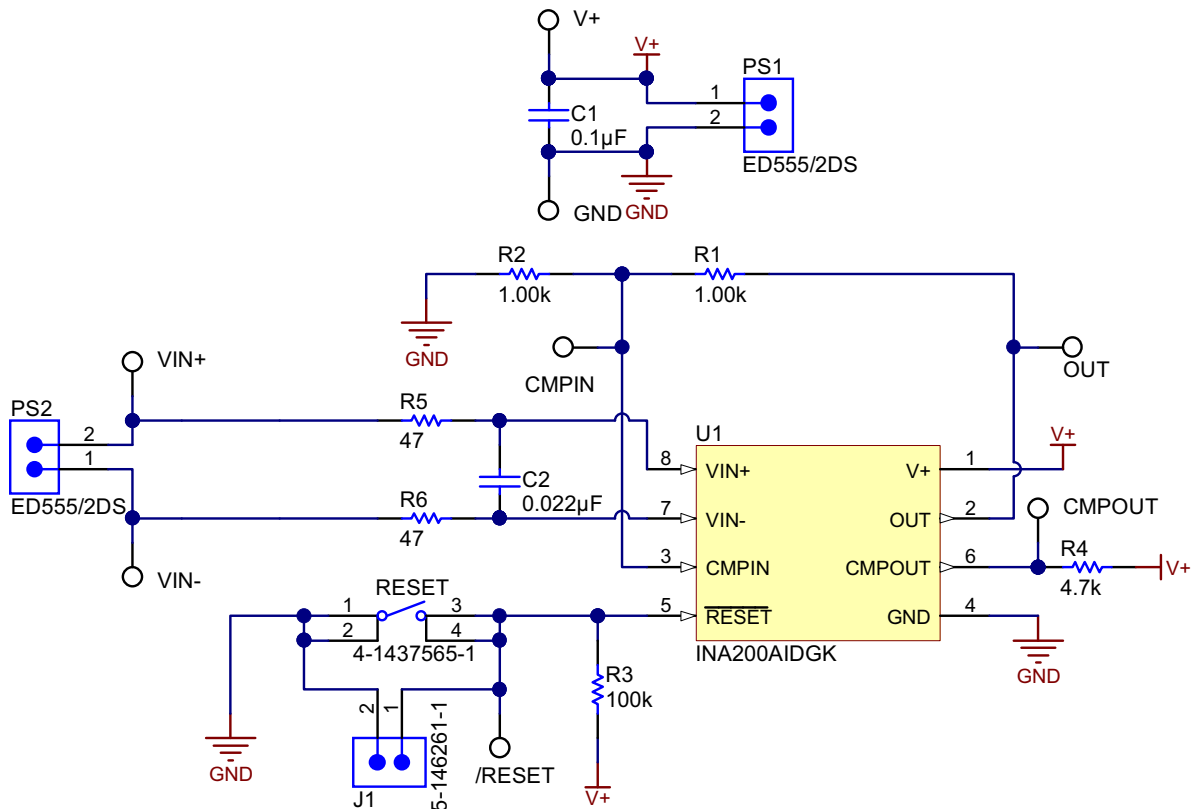 V+
V+
PS1
1
2
C1
0.1µF
ED555/2DS
GND
GND
R2
1.00k
R1
1.00k
GND
CMPIN
OUT
VIN+
PS2
2
1
ED555/2DS
VIN-
R5
47
R6
47
C2
0.022µF
U1
8
VIN+
7
VIN-
3
CMPIN
5
RESET
V+
1
OUT
2
CMPOUT
6
GND
4
INA200AIDGK
V+
CMPOUT
R4
4.7k
V+
GND
RESET
1
3
2
4
4-1437565-1
GND
2
1
J1
5-146261-1
/RESET
R3
100k
V+